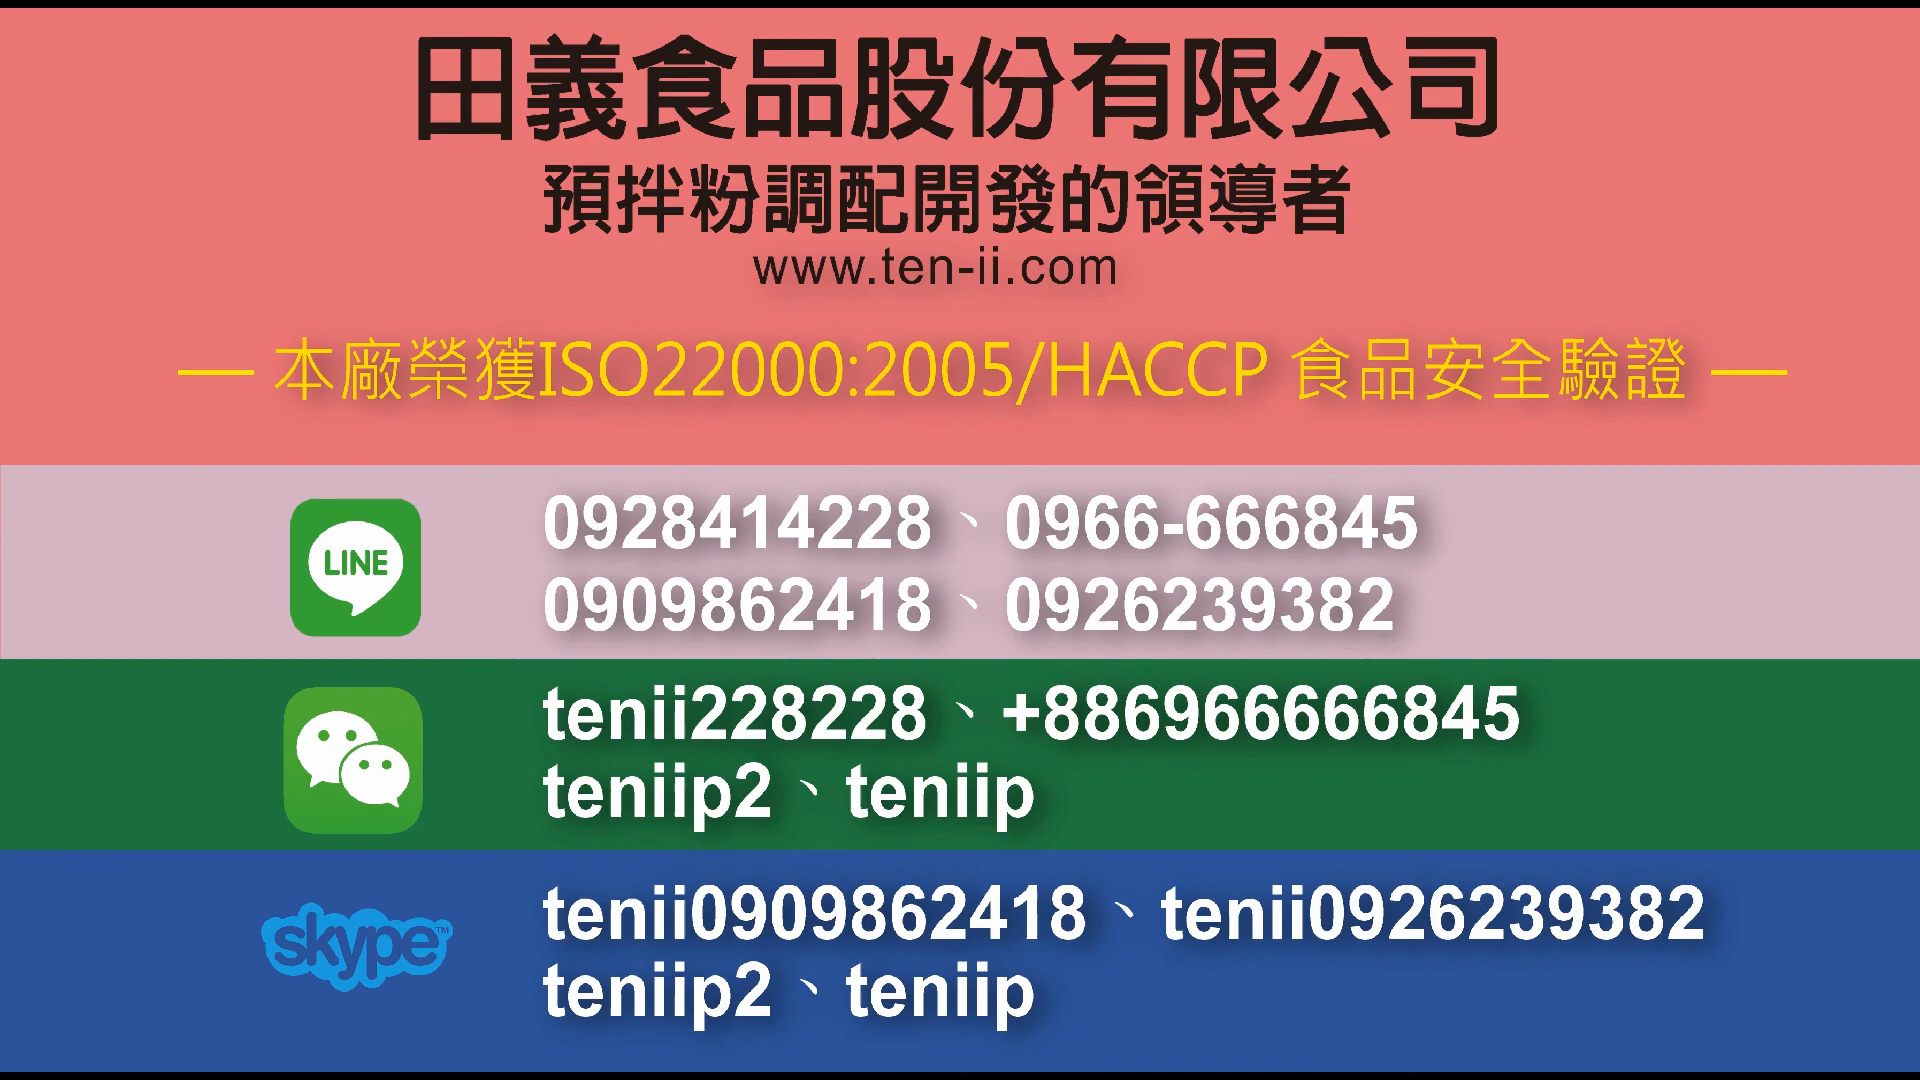 田義食品股份有限公司
預拌粉調配開發的領導者
www.ten-ii.com
— 本廠榮獲ISO22000:2005/HACCP 食品安全驗證 —
LINE
0928414228、0966-666845
0909862418、0926239382
tenii228228、+886966666845
teniip2、teniip
skype™
tenii0909862418、tenii0926239382
teniip2、teniip